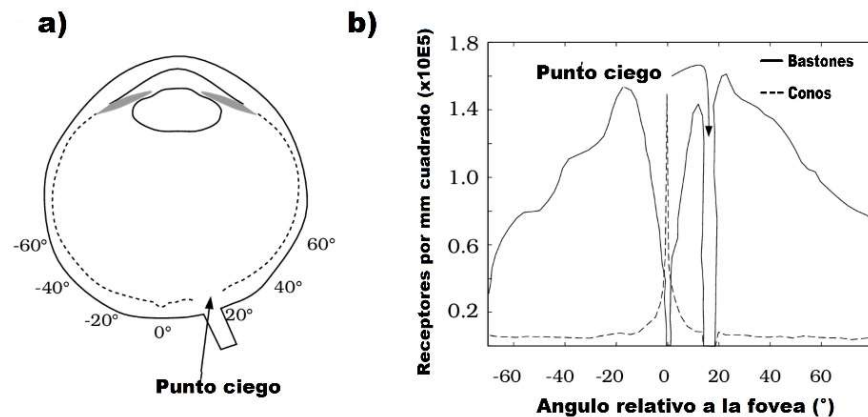 a)
-60°
-40°
-20°
0°
20°
40°
60°
Punto ciego
b)
Receptores por mm cuadrado (x10E5)
1.8
1.4
1.0
0.6
0.2
Punto ciego
Bastones
Conos
-60 -20 0 20 40 60
Angulo relativo a la fovea (°)